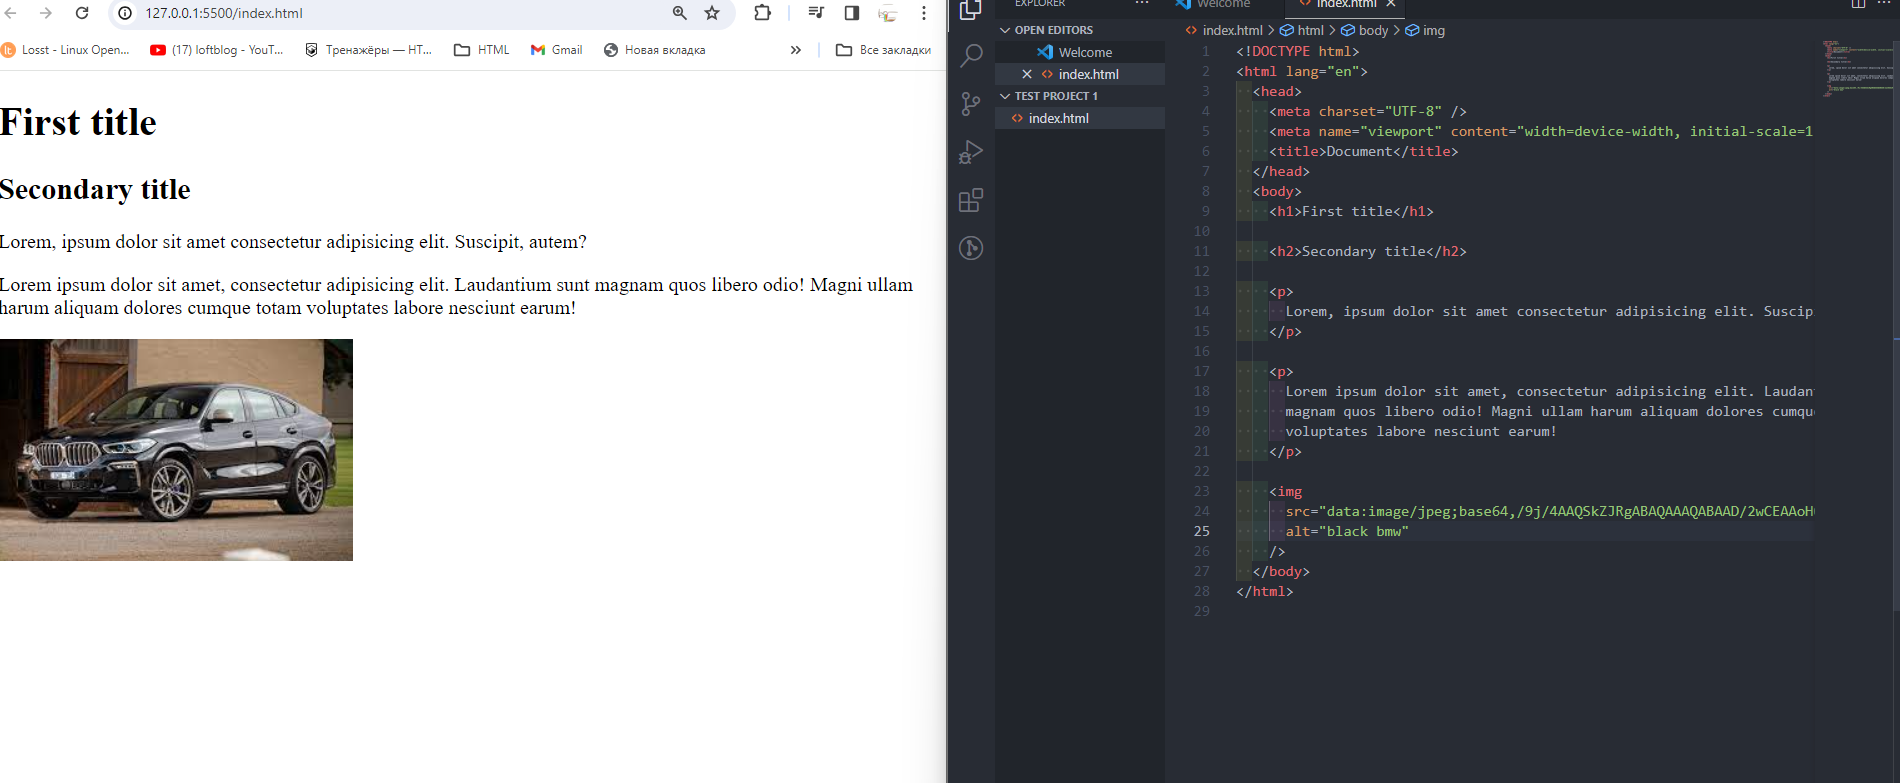 127.0.0.1:5500/index.html
Losst - Linux Open...
(17) loftblog - YouT...
Тренажёры — HT...
HTML
Gmail
Новая вкладка
»
Все закладки
First title
Secondary title
Lorem, ipsum dolor sit amet consectetur adipisicing elit. Suscipit, autem?
Lorem ipsum dolor sit amet, consectetur adipisicing elit. Laudantium sunt magnam quos libero odio! Magni ullam
harum aliquam dolores cumque totam voluptates labore nesciunt earum!
EXPLORER
OPEN EDITORS
Welcome
index.html
TEST PROJECT 1
index.html
Welcome
index.html
index.html > html > body > img
1 <!DOCTYPE html>
2 <html lang="en">
3 <head>
4 <meta charset="UTF-8" />
5 <meta name="viewport" content="width=device-width, initial-scale=1
6 <title>Document</title>
7 </head>
8 <body>
9 <h1>First title</h1>
10
11 <h2>Secondary title</h2>
12
13 <p>
14 Lorem, ipsum dolor sit amet consectetur adipisicing elit. Suscip
15 </p>
16
17 <p>
18 Lorem ipsum dolor sit amet, consectetur adipisicing elit. Laudan
19 magnam quos libero odio! Magni ullam harum aliquam dolores cumqu
20 voluptates labore nesciunt earum!
21 </p>
22
23 <img
24 src="data:image/jpeg;base64,/9j/4AAQSkZJRgABAQAAAQABAAD/2wCEAAoH
25 alt="black bmw"
26 />
27 </body>
28 </html>
29